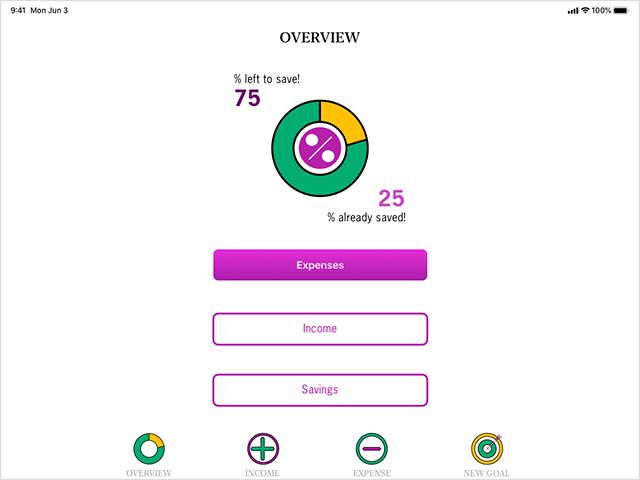 9:41 Mon Jun 3 100%
OVERVIEW
% left to save!
75
25
% already saved!
Expenses
Income
Savings
OVERVIEW INCOME EXPENSE NEW GOAL